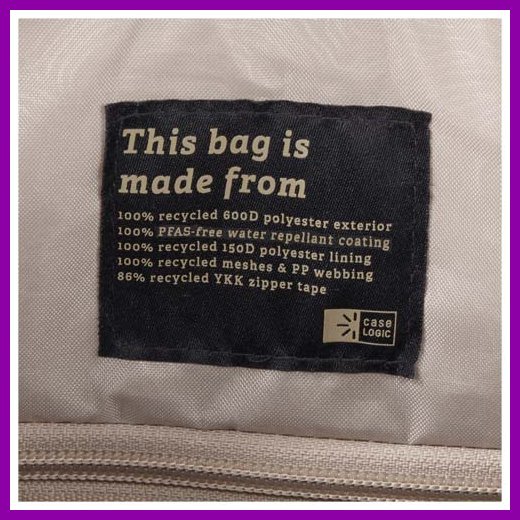 This bag is
made from
100% recycled 600D polyester exterior
100% PFAS-free water repellant coating
100% recycled 150D polyester lining
100% recycled meshes & PP webbing
86% recycled YKK zipper tape
case
LOGIC